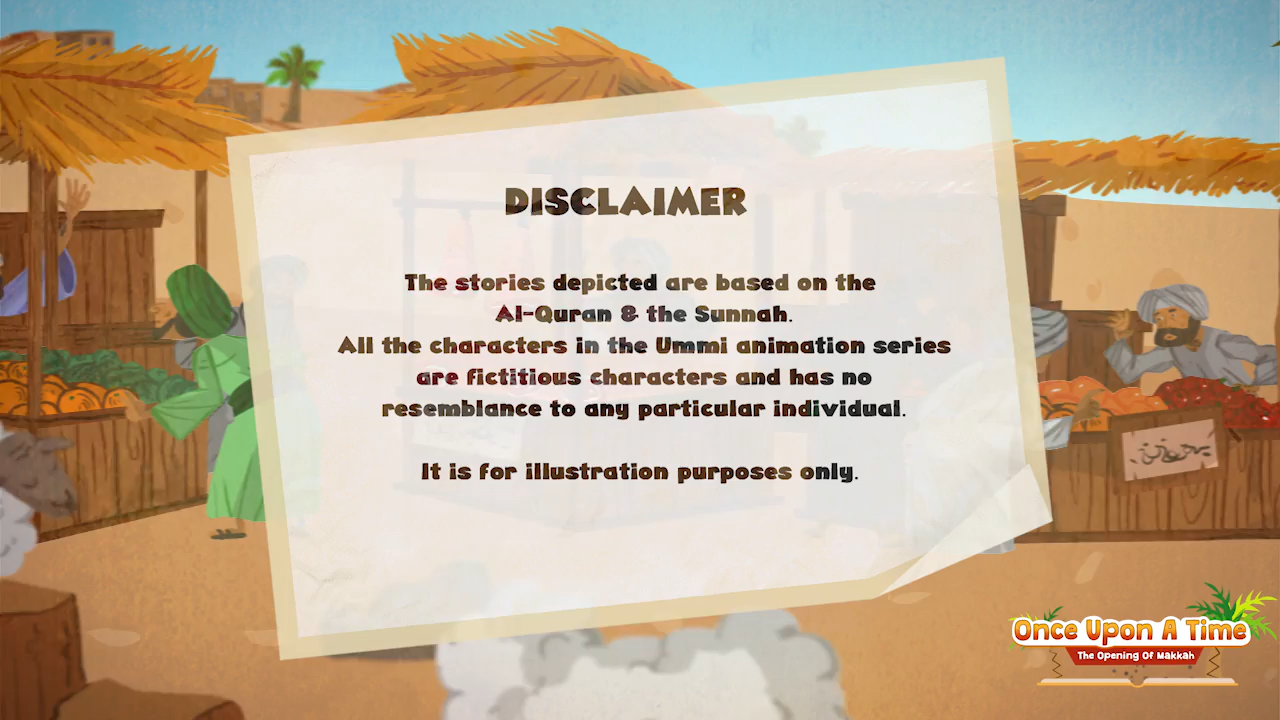 DISCLAIMER
The stories depicted are based on the
Al-Quran & the Sunnah.
All the characters in the Ummi animation series
are fictitious characters and has no
resemblance to any particular individual.
It is for illustration purposes only.
Once Upon A Time
The Opening Of Makkah